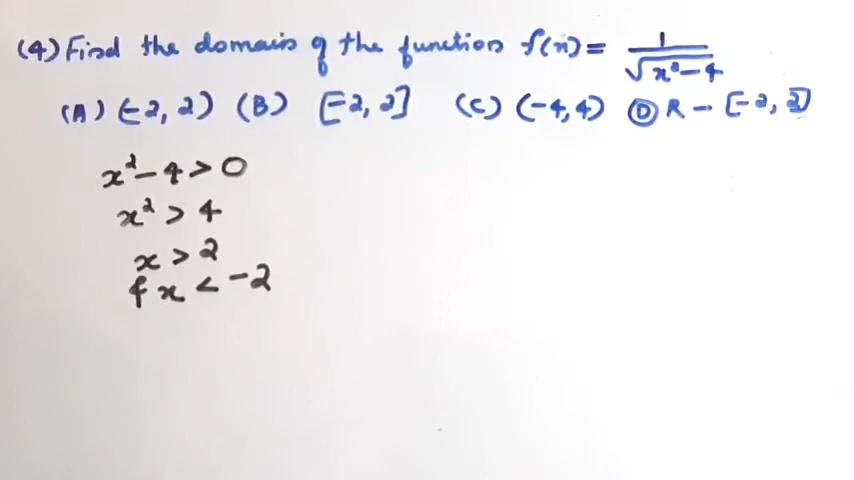 (4) Find the domain of the function f(x) = 1/√(x²-4)
(A) (-2, 2) (B) [-2, 2] (C) (-4, 4) (D) R - [-2, 2]
x² - 4 > 0
x² > 4
x > 2
& x < -2